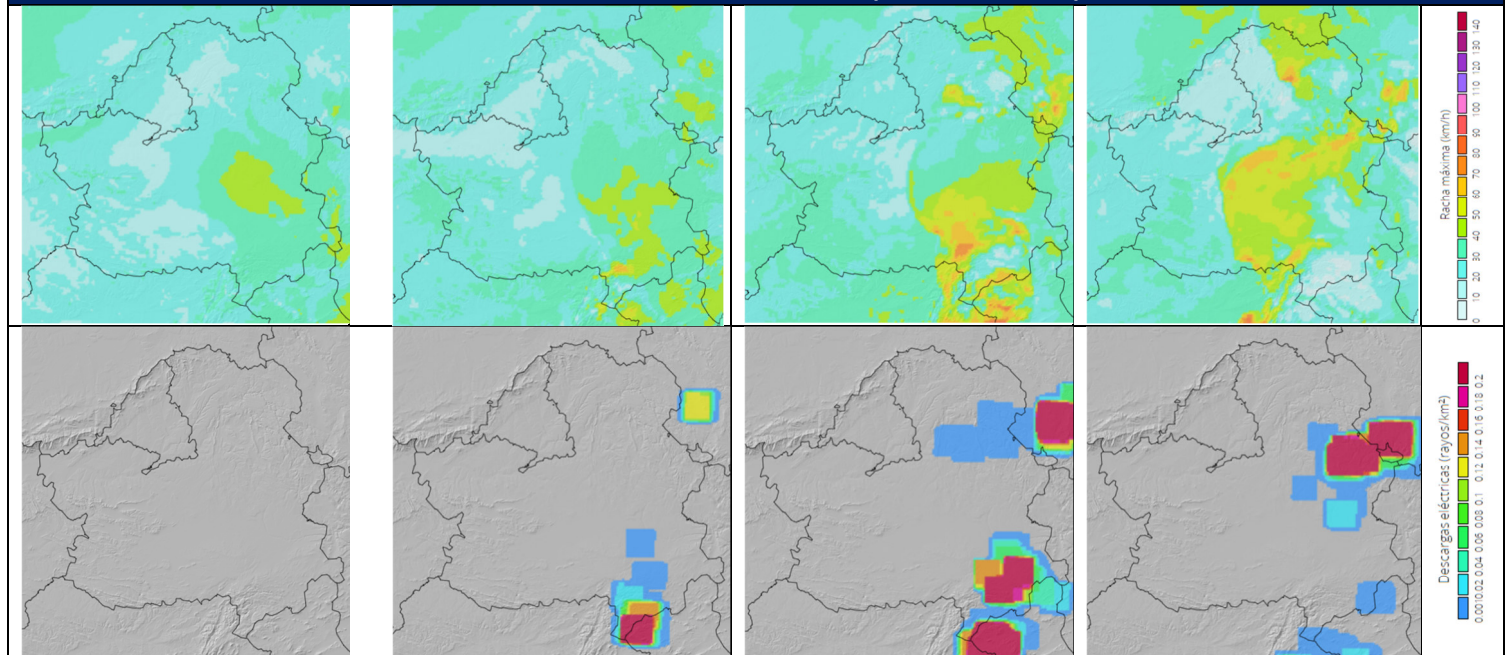 Racha máxima (km/h)
0 10 20 30 40 50 60 70 80 90 100 110 120 130 140
Descargas eléctricas (rayos/km²)
0.001 0.02 0.04 0.06 0.08 0.1 0.12 0.14 0.16 0.18 0.2